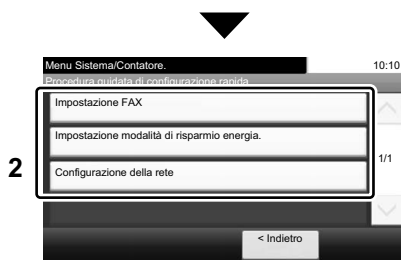 Menu Sistema/Contatore. 10:10
Procedura guidata di configurazione rapida
Impostazione FAX
Impostazione modalità di risparmio energia.
1/1
2
Configurazione della rete
< Indietro